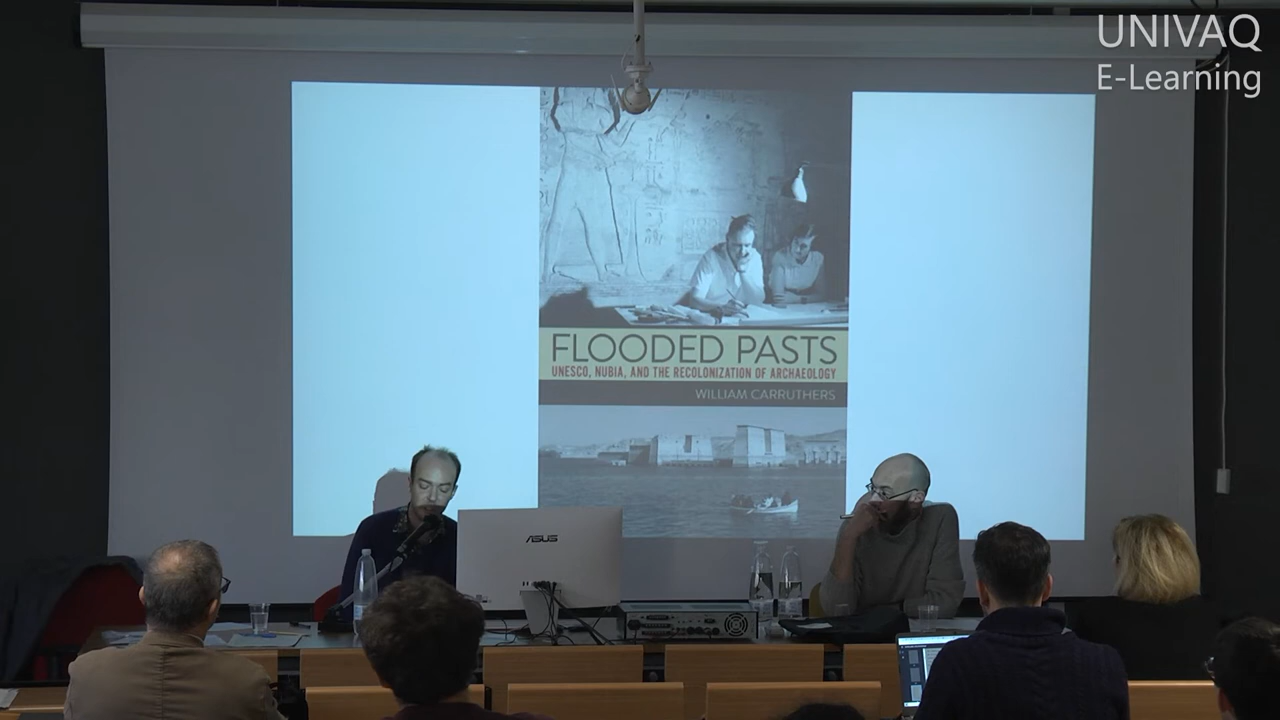 UNIVAQ
E-Learning
FLOODED PASTS
UNESCO, NUBIA, AND THE RECOLONIZATION OF ARCHAEOLOGY
WILLIAM CARRUTHERS
ASUS